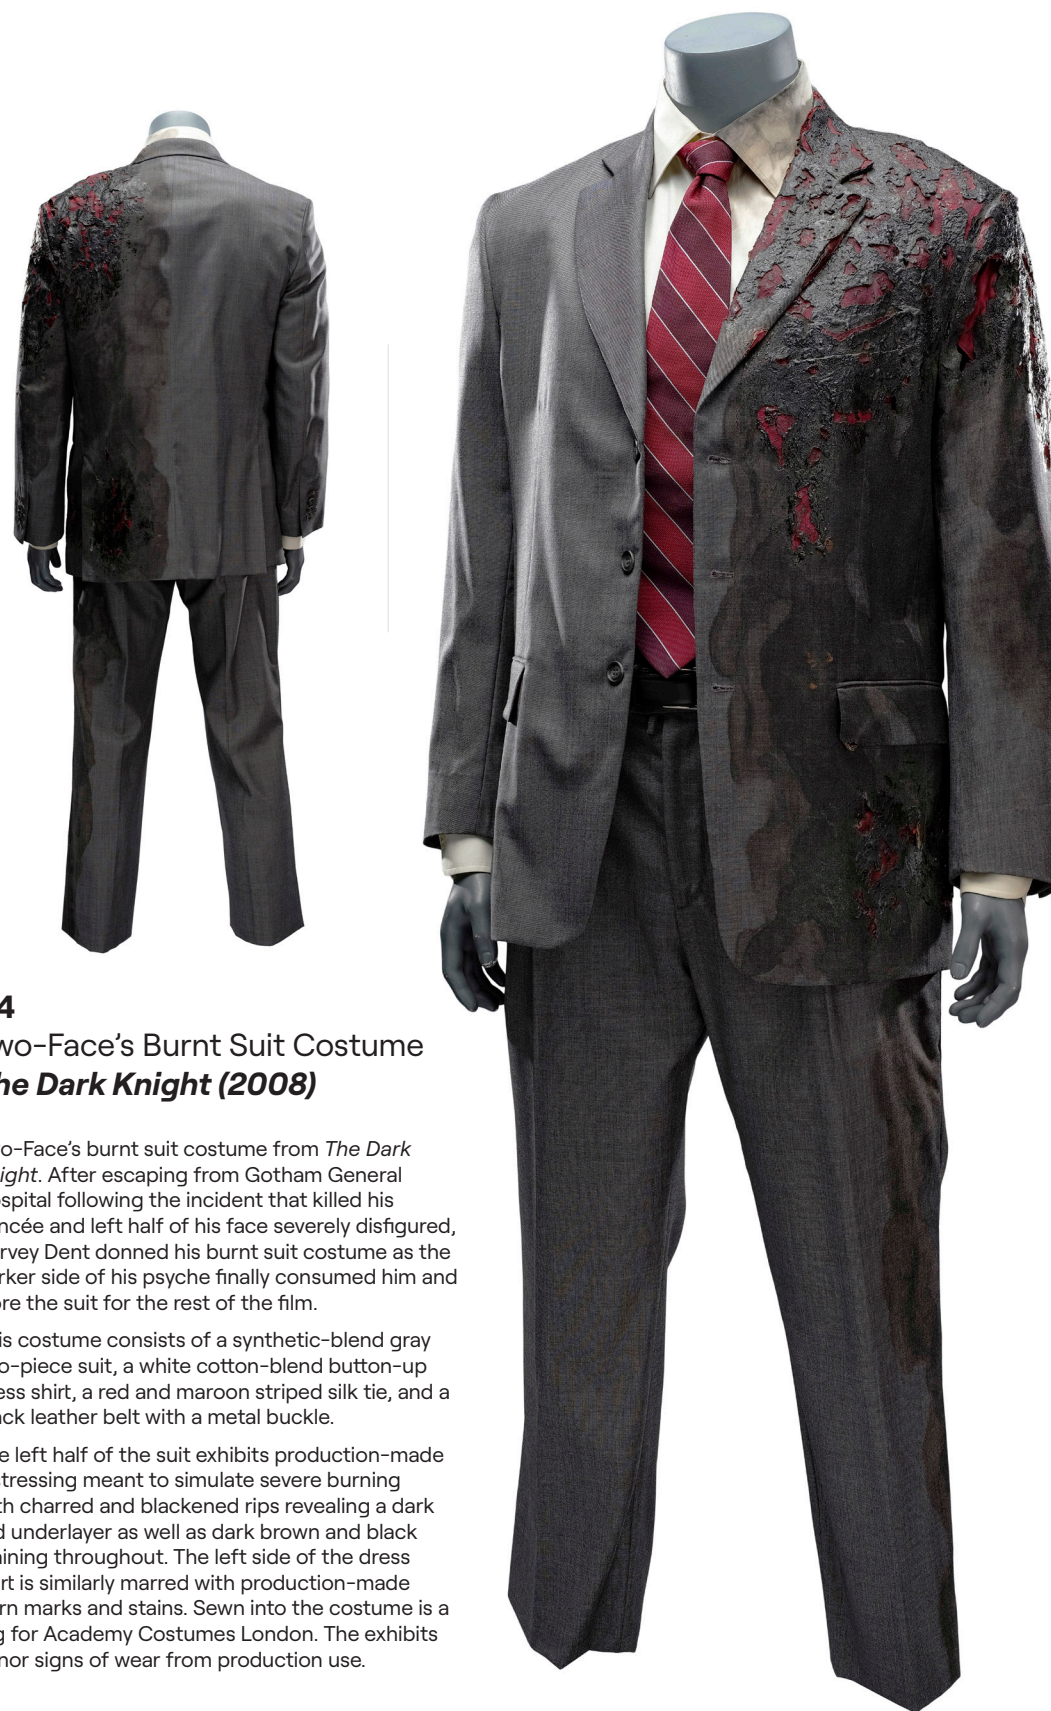 4
wo-Face's Burnt Suit Costume
he Dark Knight (2008)
o-Face's burnt suit costume from The Dark
ight. After escaping from Gotham General
spital following the incident that killed his
ncée and left half of his face severely disfigured,
rvey Dent donned his burnt suit costume as the
rker side of his psyche finally consumed him and
ore the suit for the rest of the film.
is costume consists of a synthetic-blend gray
o-piece suit, a white cotton-blend button-up
ess shirt, a red and maroon striped silk tie, and a
ack leather belt with a metal buckle.
e left half of the suit exhibits production-made
stressing meant to simulate severe burning
th charred and blackened rips revealing a dark
d underlayer as well as dark brown and black
ining throughout. The left side of the dress
rt is similarly marred with production-made
rn marks and stains. Sewn into the costume is a
g for Academy Costumes London. The exhibits
nor signs of wear from production use.